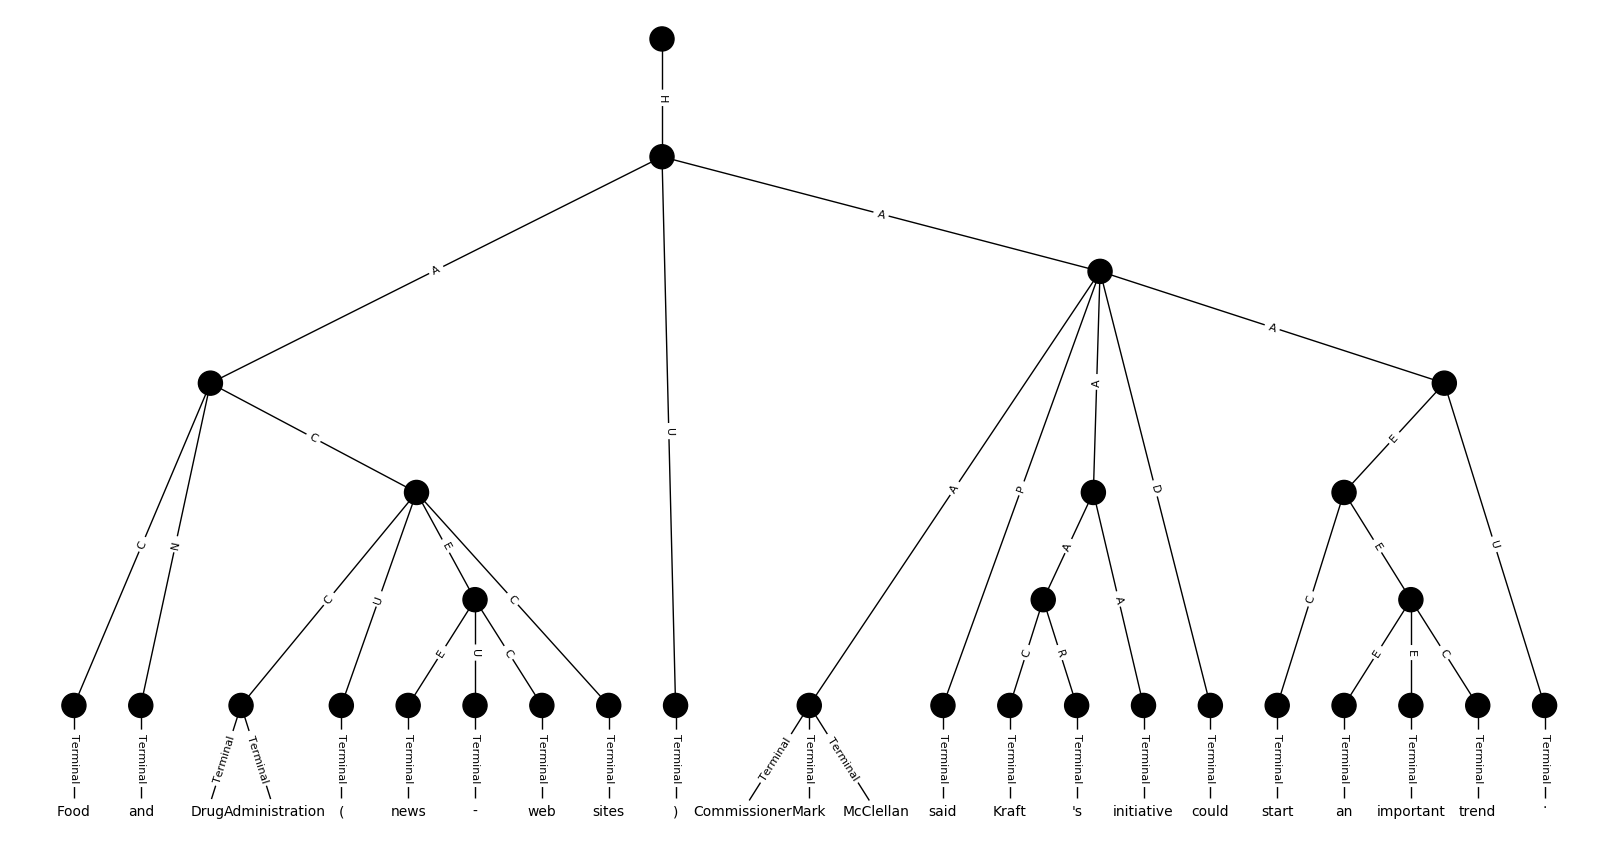 H
A
A
A
C
U
A
A
E
C
N
C
U
E
C
A
P
A
A
D
C
E
U
E
U
C
C
R
E
E
C
Terminal Terminal Terminal Terminal Terminal Terminal Terminal Terminal Terminal Terminal Terminal Terminal Terminal Terminal Terminal Terminal Terminal Terminal Terminal Terminal Terminal Terminal Terminal
Food and Drug Administration ( news - web sites ) Commissioner Mark McClellan said Kraft 's initiative could start an important trend .